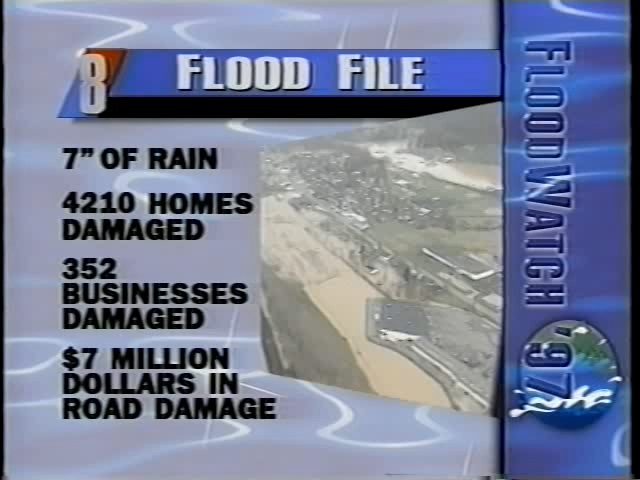 8 FLOOD FILE
7" OF RAIN
4210 HOMES
DAMAGED
352
BUSINESSES
DAMAGED
$7 MILLION
DOLLARS IN
ROAD DAMAGE
FLOODWATCH '97